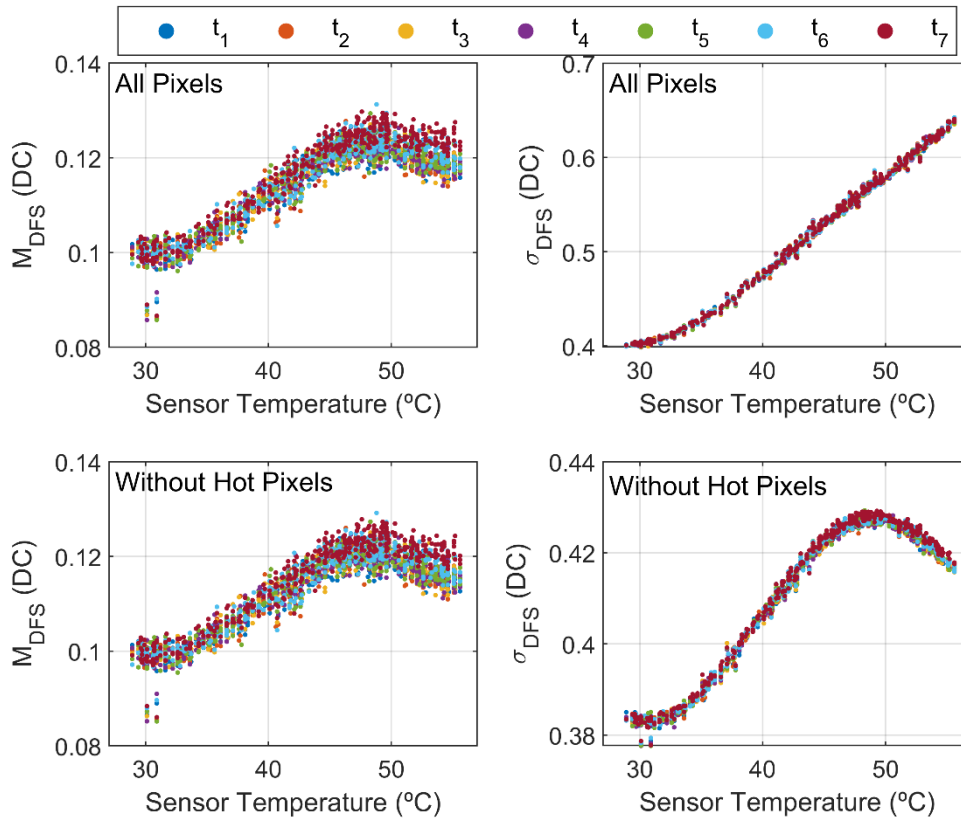 t1 t2 t3 t4 t5 t6 t7
All Pixels
0.14
0.12
0.1
0.08
MDFS (DC)
30 40 50
Sensor Temperature (ºC)
All Pixels
0.7
0.6
0.5
0.4
σDFS (DC)
30 40 50
Sensor Temperature (ºC)
Without Hot Pixels
0.14
0.12
0.1
0.08
MDFS (DC)
30 40 50
Sensor Temperature (ºC)
Without Hot Pixels
0.44
0.42
0.4
0.38
σDFS (DC)
30 40 50
Sensor Temperature (ºC)